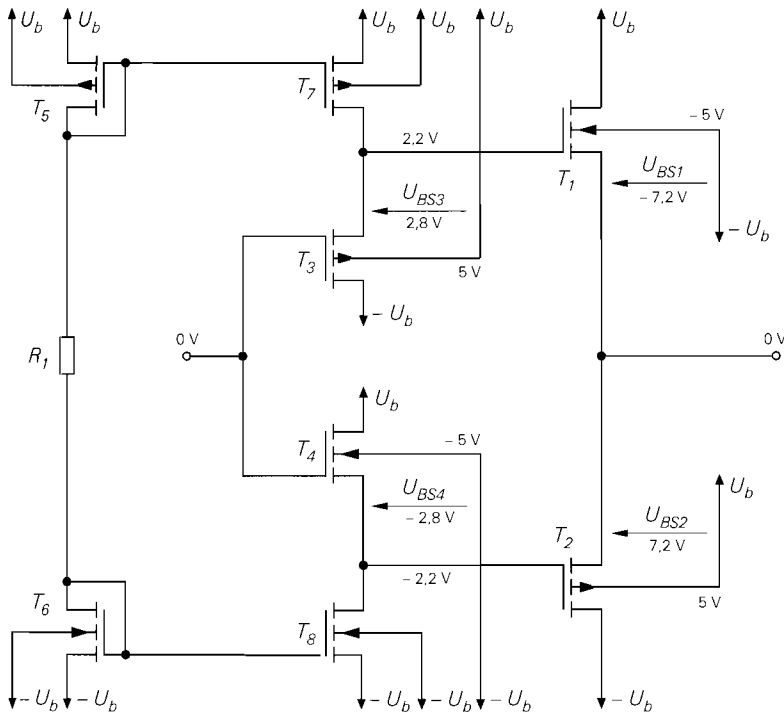 U_b U_b U_b U_b U_b U_b
T_5 T_7
– 5 V
2,2 V
T_1
U_BS3
2,8 V
U_BS1
– 7,2 V
– U_b
T_3
5 V
– U_b
0 V 0 V
R_1
U_b
T_4
– 5 V
U_b
U_BS4
– 2,8 V
U_BS2
7,2 V
T_2
– 2,2 V
T_6 T_8
5 V
– U_b – U_b – U_b – U_b – U_b – U_b